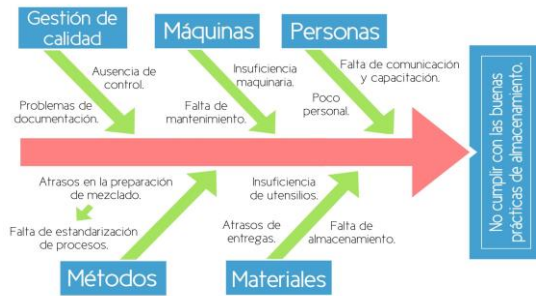 Gestión de
calidad
Máquinas
Personas
Ausencia de
control.
Problemas de
documentación.
Insuficiencia
maquinaria.
Falta de
mantenimiento.
Falta de comunicación
y capacitación.
Poco
personal.
No cumplir con las buenas
prácticas de almacenamiento.
Atrasos en la preparación
de mezclado.
Falta de estandarización
de procesos.
Insuficiencia
de utensilios.
Atrasos de
entregas.
Falta de
almacenamiento.
Métodos
Materiales